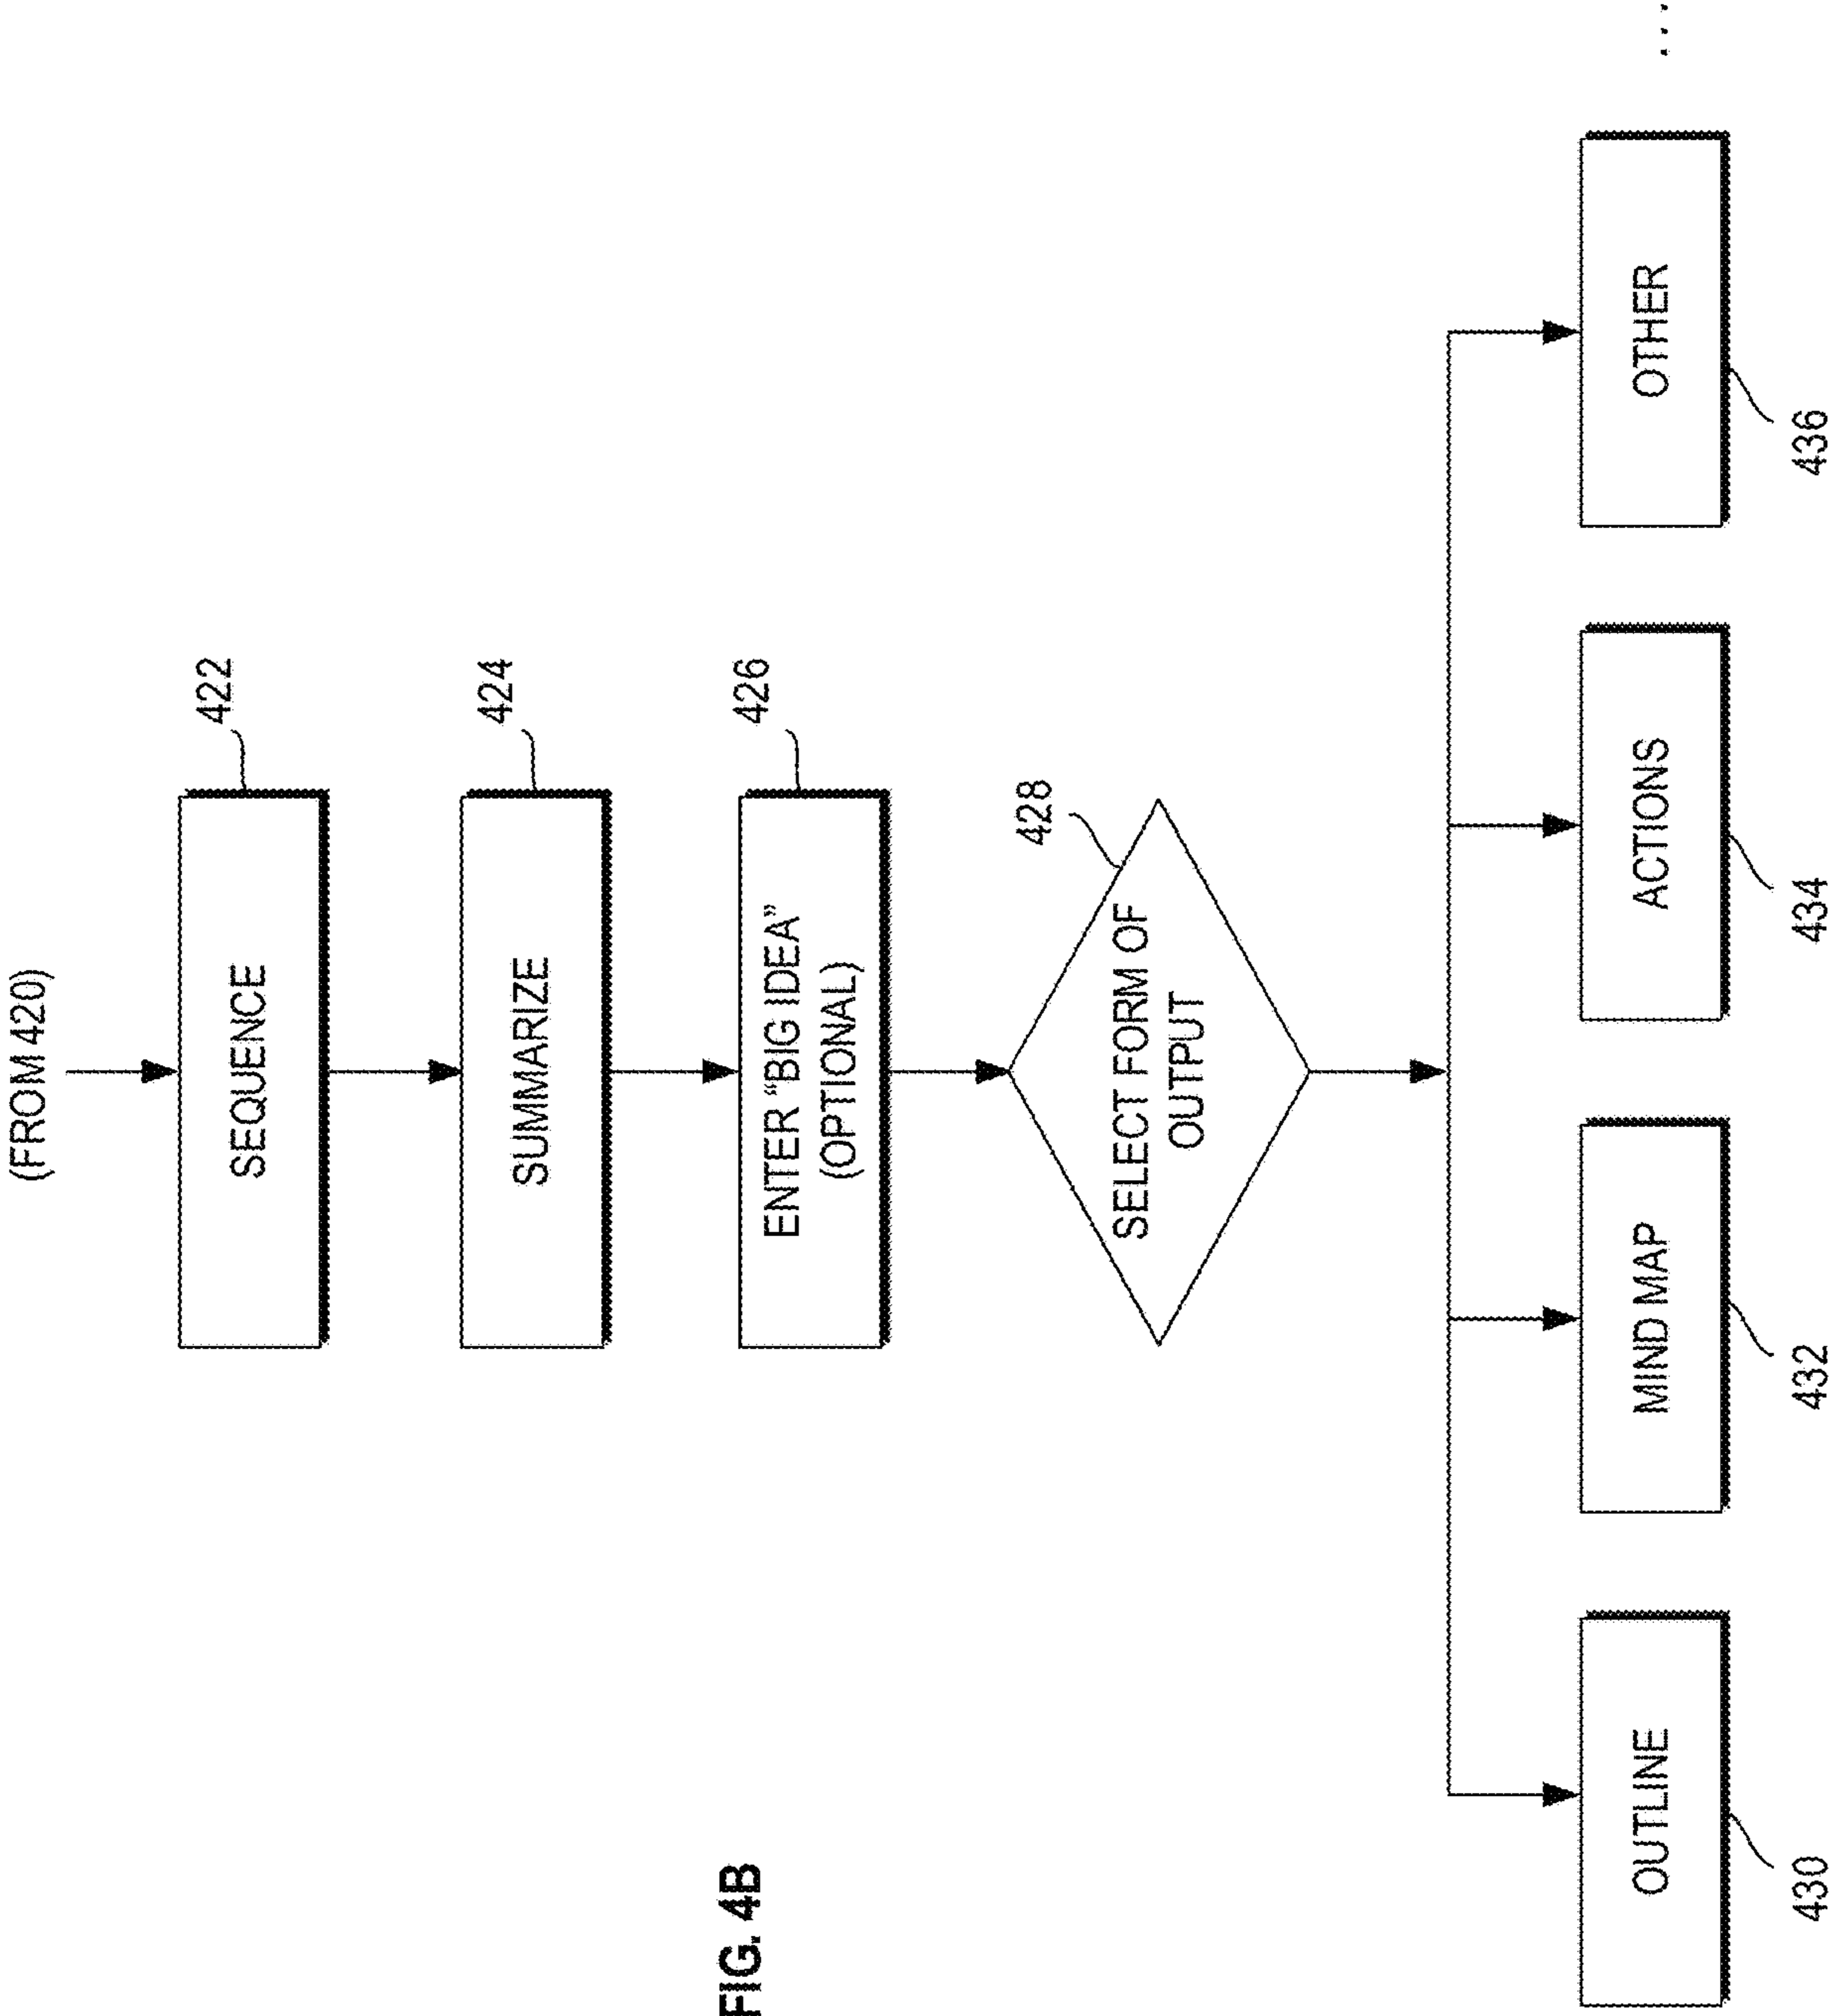 (FROM 420)
SEQUENCE
422
SUMMARIZE
424
ENTER “BIG IDEA”
(OPTIONAL)
426
SELECT FORM OF
OUTPUT
428
OUTLINE
430
MIND MAP
432
ACTIONS
434
OTHER
436
...
FIG. 4B